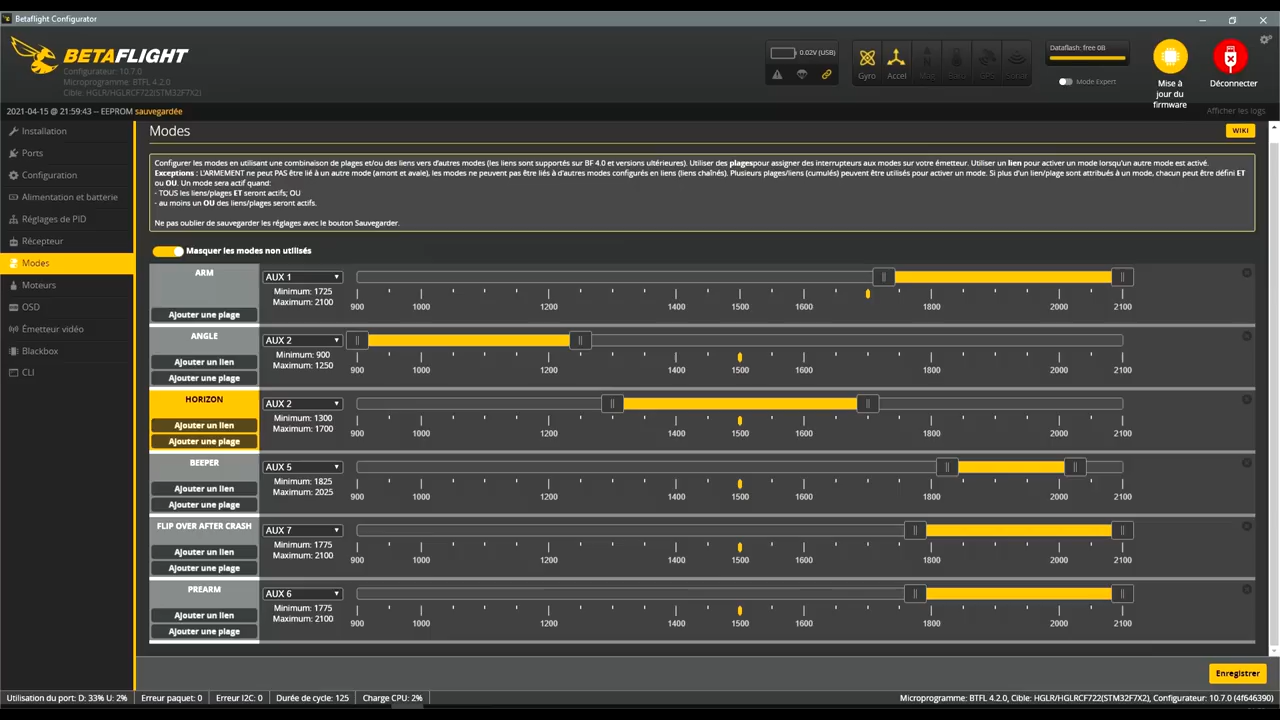 Betaflight Configurator
BETAFLIGHT
Configurateur: 10.7.0
Microprogramme: BTFL 4.2.0
Cible: HGLR/HGLRCF722(STM32F7X2)
0.02V (USB)
Gyro
Accel
Mag
Baro
GPS
Sonar
Dataflash: free 0B
Mode Expert
Mise à
jour du
firmware
Déconnecter
2021-04-15 @ 21:59:43 -- EEPROM sauvegardée
Afficher les logs
Installation
Ports
Configuration
Alimentation et batterie
Réglages de PID
Récepteur
Modes
Moteurs
OSD
Émetteur vidéo
Blackbox
CLI
Modes
WIKI
Configurer les modes en utilisant une combinaison de plages et/ou des liens vers d'autres modes (les liens sont supportés sur BF 4.0 et versions ultérieures). Utiliser des plagespour assigner des interrupteurs aux modes sur votre émetteur. Utiliser un lien pour activer un mode lorsqu'un autre mode est activé.
Exceptions : L'ARMEMENT ne peut PAS être lié à un autre mode (amont et avale), les modes ne peuvent pas être liés à d'autres modes configurés en liens (liens chaînés). Plusieurs plages/liens (cumulés) peuvent être utilisés pour activer un mode. Si plus d'un lien/plage sont attribués à un mode, chacun peut être défini ET
ou OU. Un mode sera actif quand:
- TOUS les liens/plages ET seront actifs; OU
- au moins un OU des liens/plages seront actifs.
Ne pas oublier de sauvegarder les réglages avec le bouton Sauvegarder.
Masquer les modes non utilisés
ARM
AUX 1
Minimum: 1725
Maximum: 2100
900 1000 1200 1400 1500 1600 1800 2000 2100
Ajouter une plage
ANGLE
AUX 2
Minimum: 900
Maximum: 1250
900 1000 1200 1400 1500 1600 1800 2000 2100
Ajouter un lien
Ajouter une plage
HORIZON
AUX 2
Minimum: 1300
Maximum: 1700
900 1000 1200 1400 1500 1600 1800 2000 2100
Ajouter un lien
Ajouter une plage
BEEPER
AUX 5
Minimum: 1825
Maximum: 2025
900 1000 1200 1400 1500 1600 1800 2000 2100
Ajouter un lien
Ajouter une plage
FLIP OVER AFTER CRASH
AUX 7
Minimum: 1775
Maximum: 2100
900 1000 1200 1400 1500 1600 1800 2000 2100
Ajouter un lien
Ajouter une plage
PREARM
AUX 6
Minimum: 1775
Maximum: 2100
900 1000 1200 1400 1500 1600 1800 2000 2100
Ajouter un lien
Ajouter une plage
Enregistrer
Utilisation du port: D: 33% U: 2%
Erreur paquet: 0
Erreur I2C: 0
Durée de cycle: 125
Charge CPU: 2%
Microprogramme: BTFL 4.2.0, Cible: HGLR/HGLRCF722(STM32F7X2), Configurateur: 10.7.0 (4f646390)